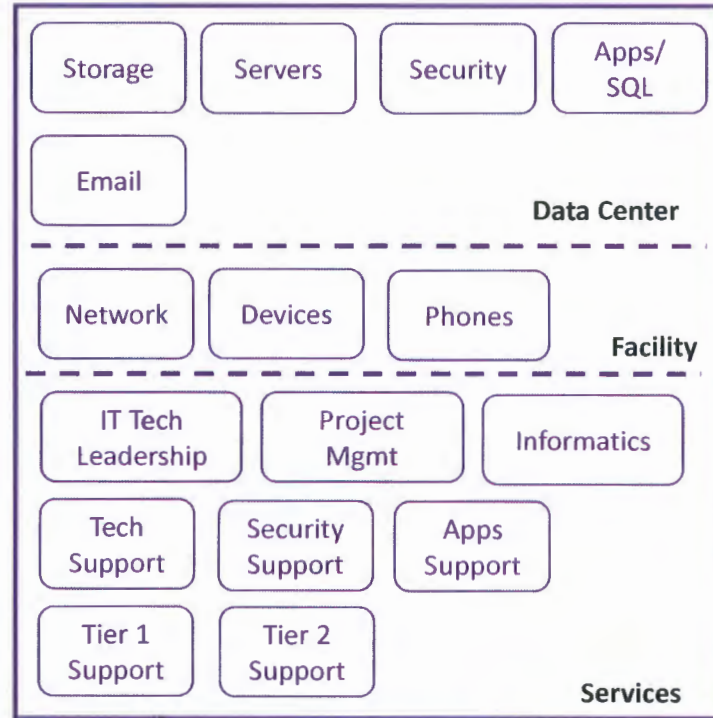 Storage
Servers
Security
Apps/
SQL
Email
Data Center
Network
Devices
Phones
Facility
IT Tech
Leadership
Project
Mgmt
Informatics
Tech
Support
Security
Support
Apps
Support
Tier 1
Support
Tier 2
Support
Services